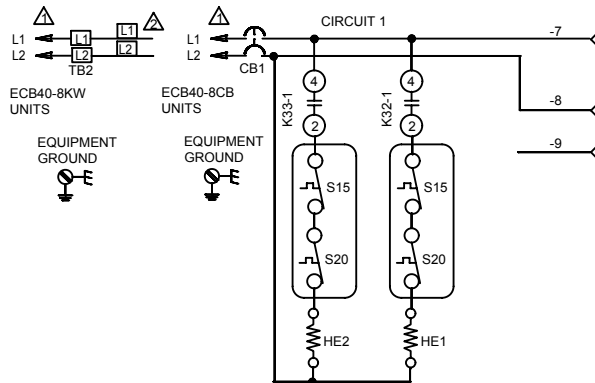 1 2 1 CIRCUIT 1
L1 L1 L1 L1 -7
L2 L2 L2 L2 -8
TB2 CB1
ECB40-8KW
UNITS
ECB40-8CB
UNITS
4 4
K33-1 K32-1
2 2
-9
EQUIPMENT
GROUND
EQUIPMENT
GROUND
S15 S15
S20 S20
HE2 HE1